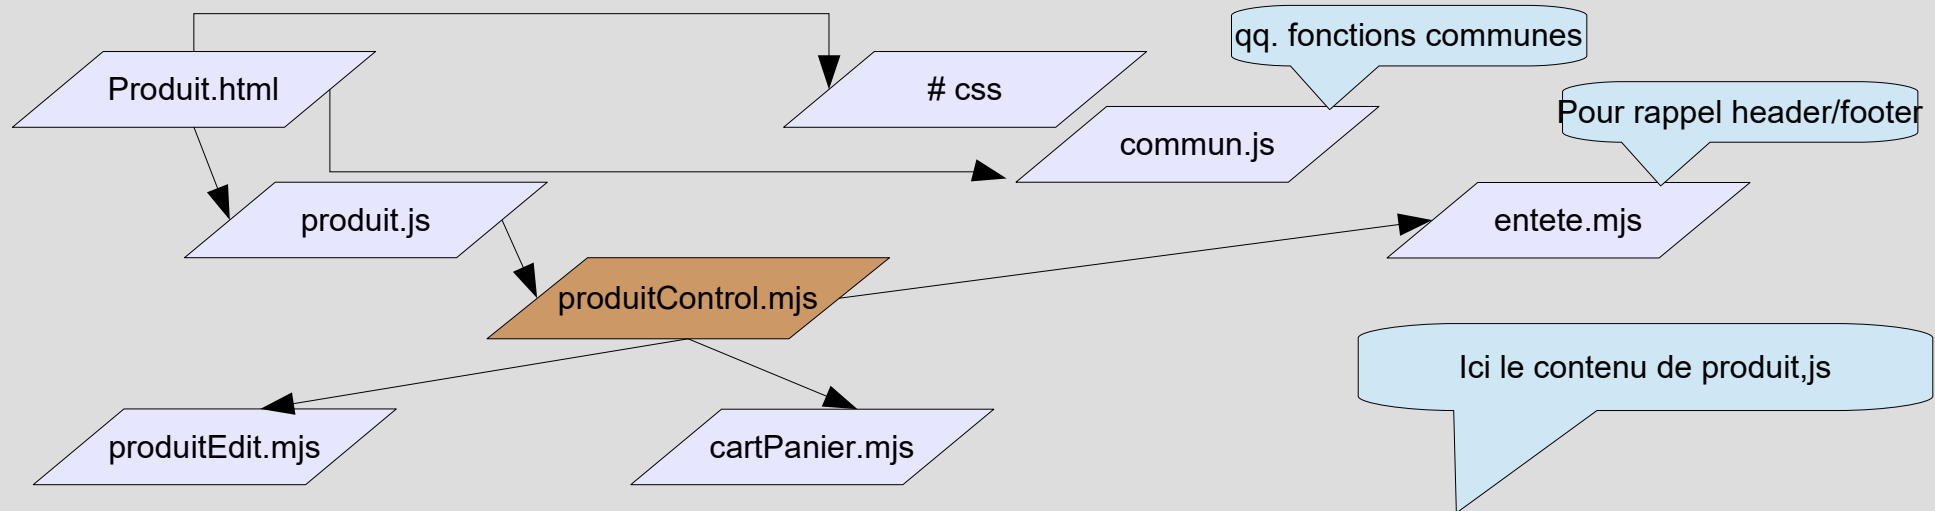 qq. fonctions communes
Produit.html
# css
Pour rappel header/footer
commun.js
produit.js
entete.mjs
produitControl.mjs
Ici le contenu de produit,js
produitEdit.mjs
cartPanier.mjs